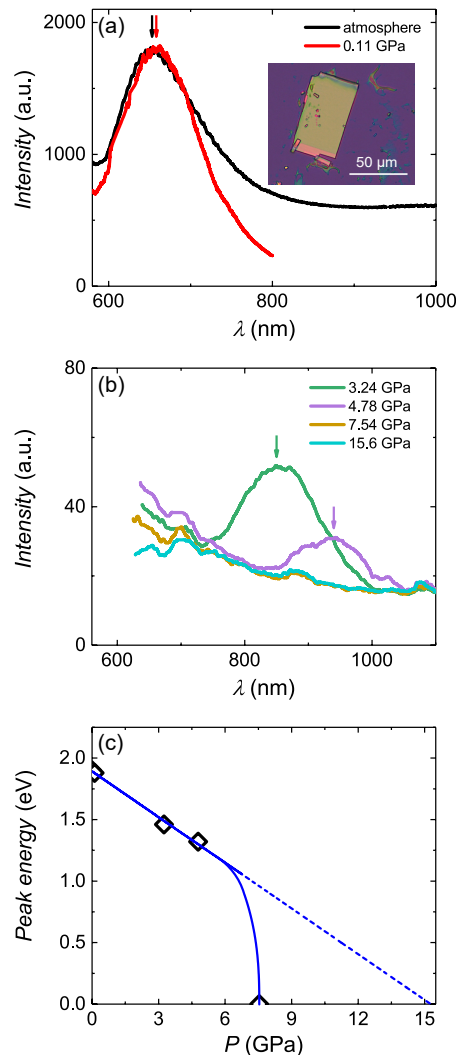 (a)
atmosphere
0.11 GPa
50 μm
2000
1000
0
Intensity (a.u.)
600
800
1000
λ (nm)
(b)
3.24 GPa
4.78 GPa
7.54 GPa
15.6 GPa
80
40
0
Intensity (a.u.)
600
800
1000
λ (nm)
(c)
2.0
1.5
1.0
0.5
0.0
Peak energy (eV)
0
3
6
9
12
15
P (GPa)